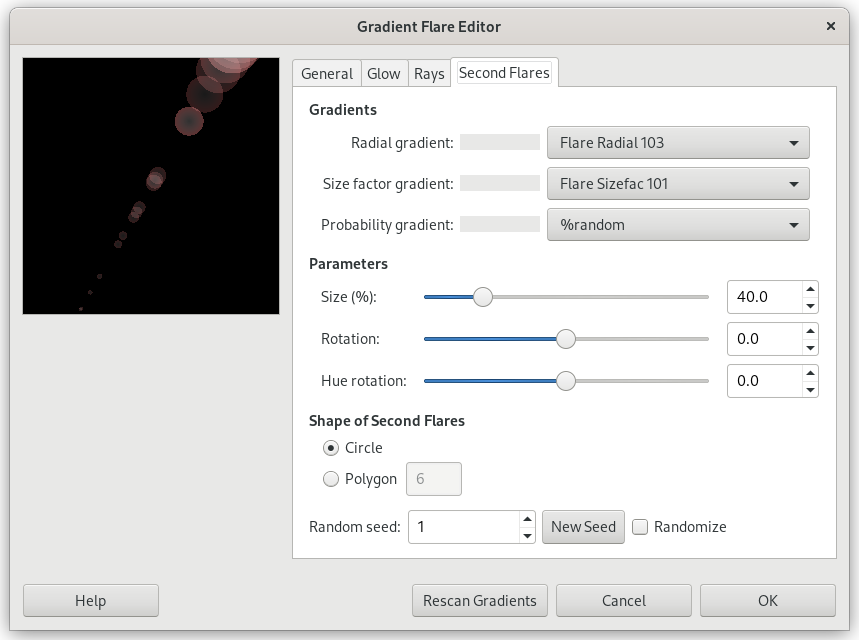 Gradient Flare Editor
General Glow Rays Second Flares
Gradients
Radial gradient: Flare Radial 103
Size factor gradient: Flare Sizefac 101
Probability gradient: %random
Parameters
Size (%): 40.0
Rotation: 0.0
Hue rotation: 0.0
Shape of Second Flares
Circle
Polygon 6
Random seed: 1 New Seed Randomize
Help Rescan Gradients Cancel OK